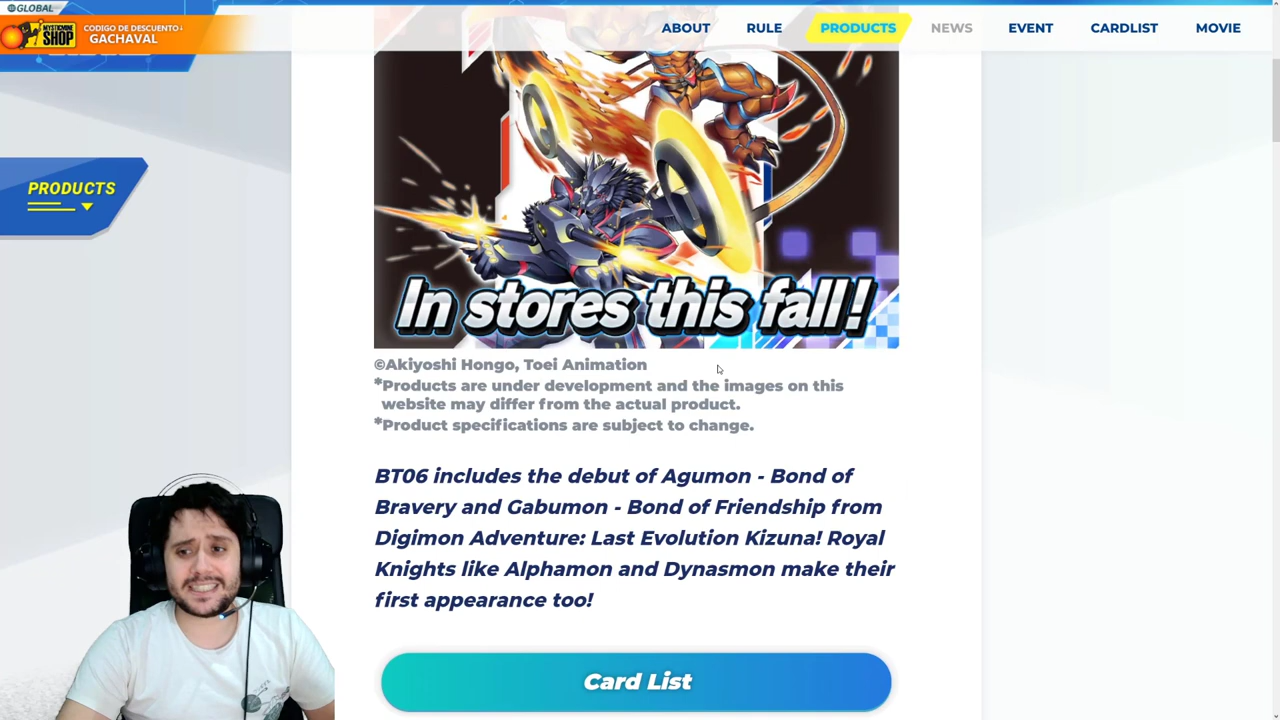 GLOBAL
MYSTICMINE
SHOP
CODIGO DE DESCUENTO:
GACHAVAL
ABOUT
RULE
PRODUCTS
NEWS
EVENT
CARDLIST
MOVIE
PRODUCTS
In stores this fall!
©Akiyoshi Hongo, Toei Animation
*Products are under development and the images on this
website may differ from the actual product.
*Product specifications are subject to change.
BT06 includes the debut of Agumon - Bond of
Bravery and Gabumon - Bond of Friendship from
Digimon Adventure: Last Evolution Kizuna! Royal
Knights like Alphamon and Dynasmon make their
first appearance too!
Card List